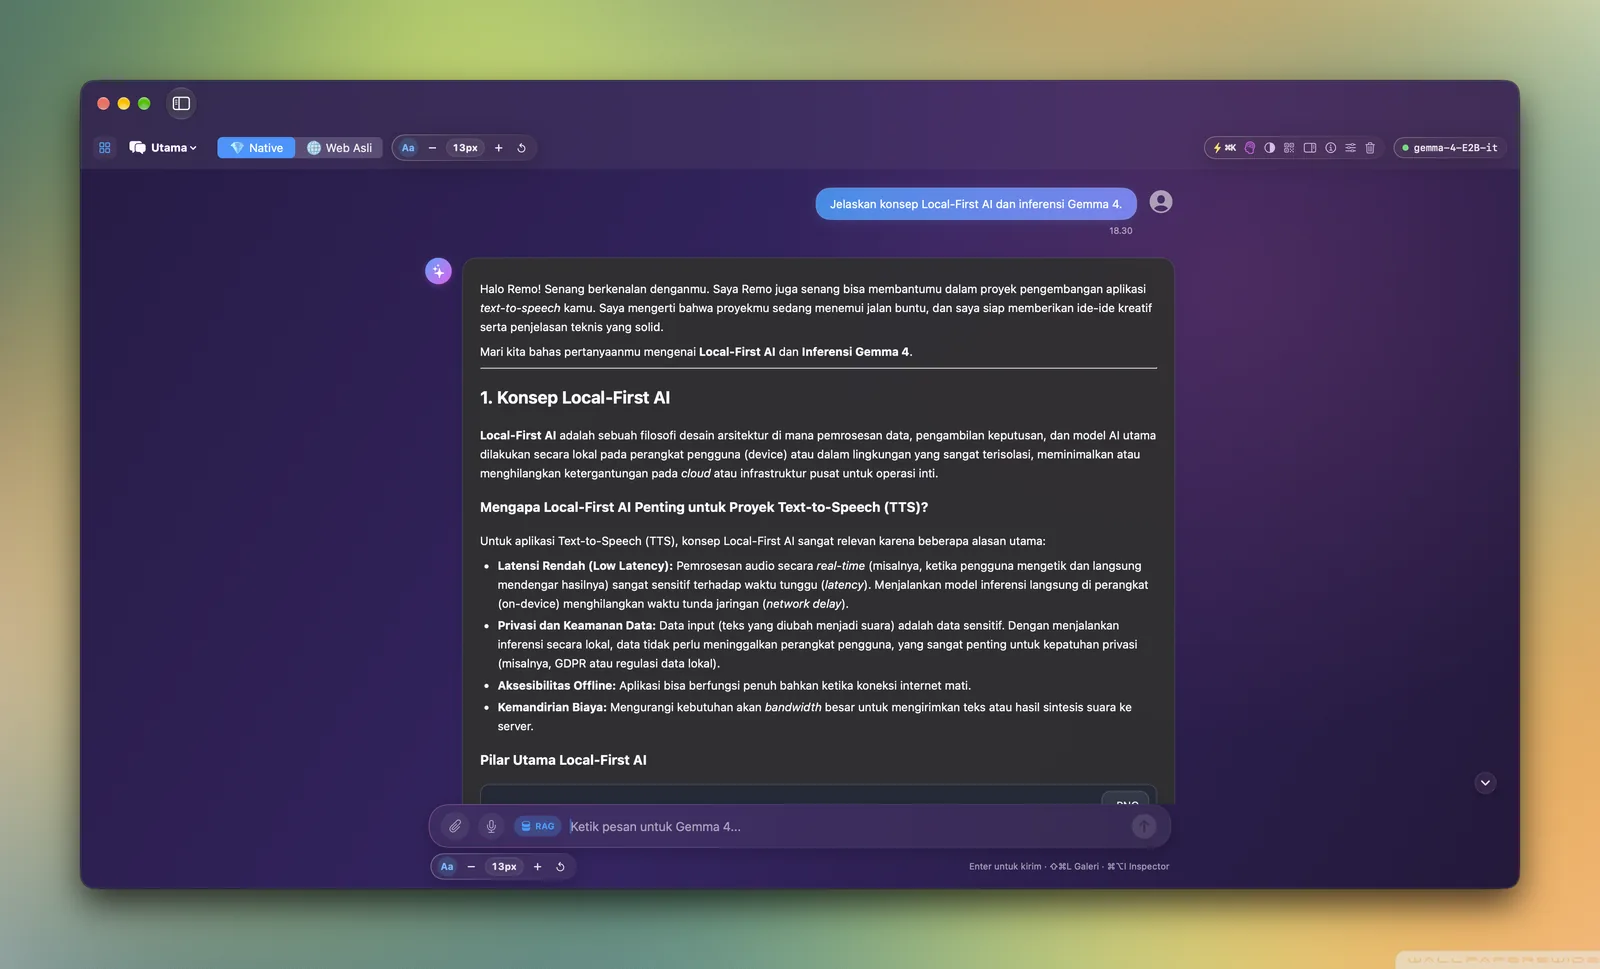 Utama
Native
Web Asli
Aa − 13px +
⌘K
gemma-4-E2B-it
Jelaskan konsep Local-First AI dan inferensi Gemma 4.
18.30
Halo Remo! Senang berkenalan denganmu. Saya Remo juga senang bisa membantumu dalam proyek pengembangan aplikasi
text-to-speech kamu. Saya mengerti bahwa proyekmu sedang menemui jalan buntu, dan saya siap memberikan ide-ide kreatif
serta penjelasan teknis yang solid.
Mari kita bahas pertanyaanmu mengenai Local-First AI dan Inferensi Gemma 4.
1. Konsep Local-First AI
Local-First AI adalah sebuah filosofi desain arsitektur di mana pemrosesan data, pengambilan keputusan, dan model AI utama
dilakukan secara lokal pada perangkat pengguna (device) atau dalam lingkungan yang sangat terisolasi, meminimalkan atau
menghilangkan ketergantungan pada cloud atau infrastruktur pusat untuk operasi inti.
Mengapa Local-First AI Penting untuk Proyek Text-to-Speech (TTS)?
Untuk aplikasi Text-to-Speech (TTS), konsep Local-First AI sangat relevan karena beberapa alasan utama:
• Latensi Rendah (Low Latency): Pemrosesan audio secara real-time (misalnya, ketika pengguna mengetik dan langsung
mendengar hasilnya) sangat sensitif terhadap waktu tunggu (latency). Menjalankan model inferensi langsung di perangkat
(on-device) menghilangkan waktu tunda jaringan (network delay).
• Privasi dan Keamanan Data: Data input (teks yang diubah menjadi suara) adalah data sensitif. Dengan menjalankan
inferensi secara lokal, data tidak perlu meninggalkan perangkat pengguna, yang sangat penting untuk kepatuhan privasi
(misalnya, GDPR atau regulasi data lokal).
• Aksesibilitas Offline: Aplikasi bisa berfungsi penuh bahkan ketika koneksi internet mati.
• Kemandirian Biaya: Mengurangi kebutuhan akan bandwidth besar untuk mengirimkan teks atau hasil sintesis suara ke
server.
Pilar Utama Local-First AI
PNG
RAG
Ketik pesan untuk Gemma 4...
Aa − 13px +
Enter untuk kirim · ⇧⌘L Galeri · ⌘⌥I Inspector